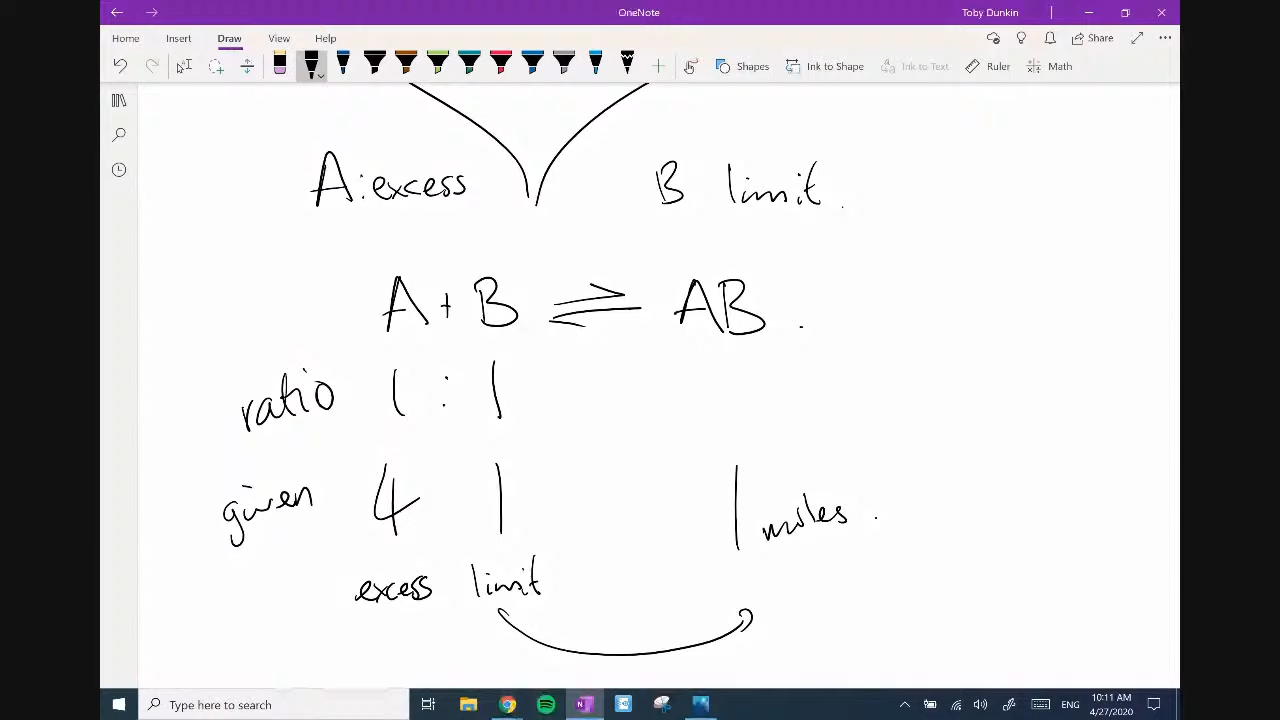 OneNote
Toby Dunkin
Home Insert Draw View Help
Share
Shapes Ink to Shape Ink to Text Ruler Math
A: excess B limit.
A + B ⇌ AB.
ratio 1 : 1
given 4 1 1 moles.
excess limit
Type here to search
ENG
10:11 AM
4/27/2020